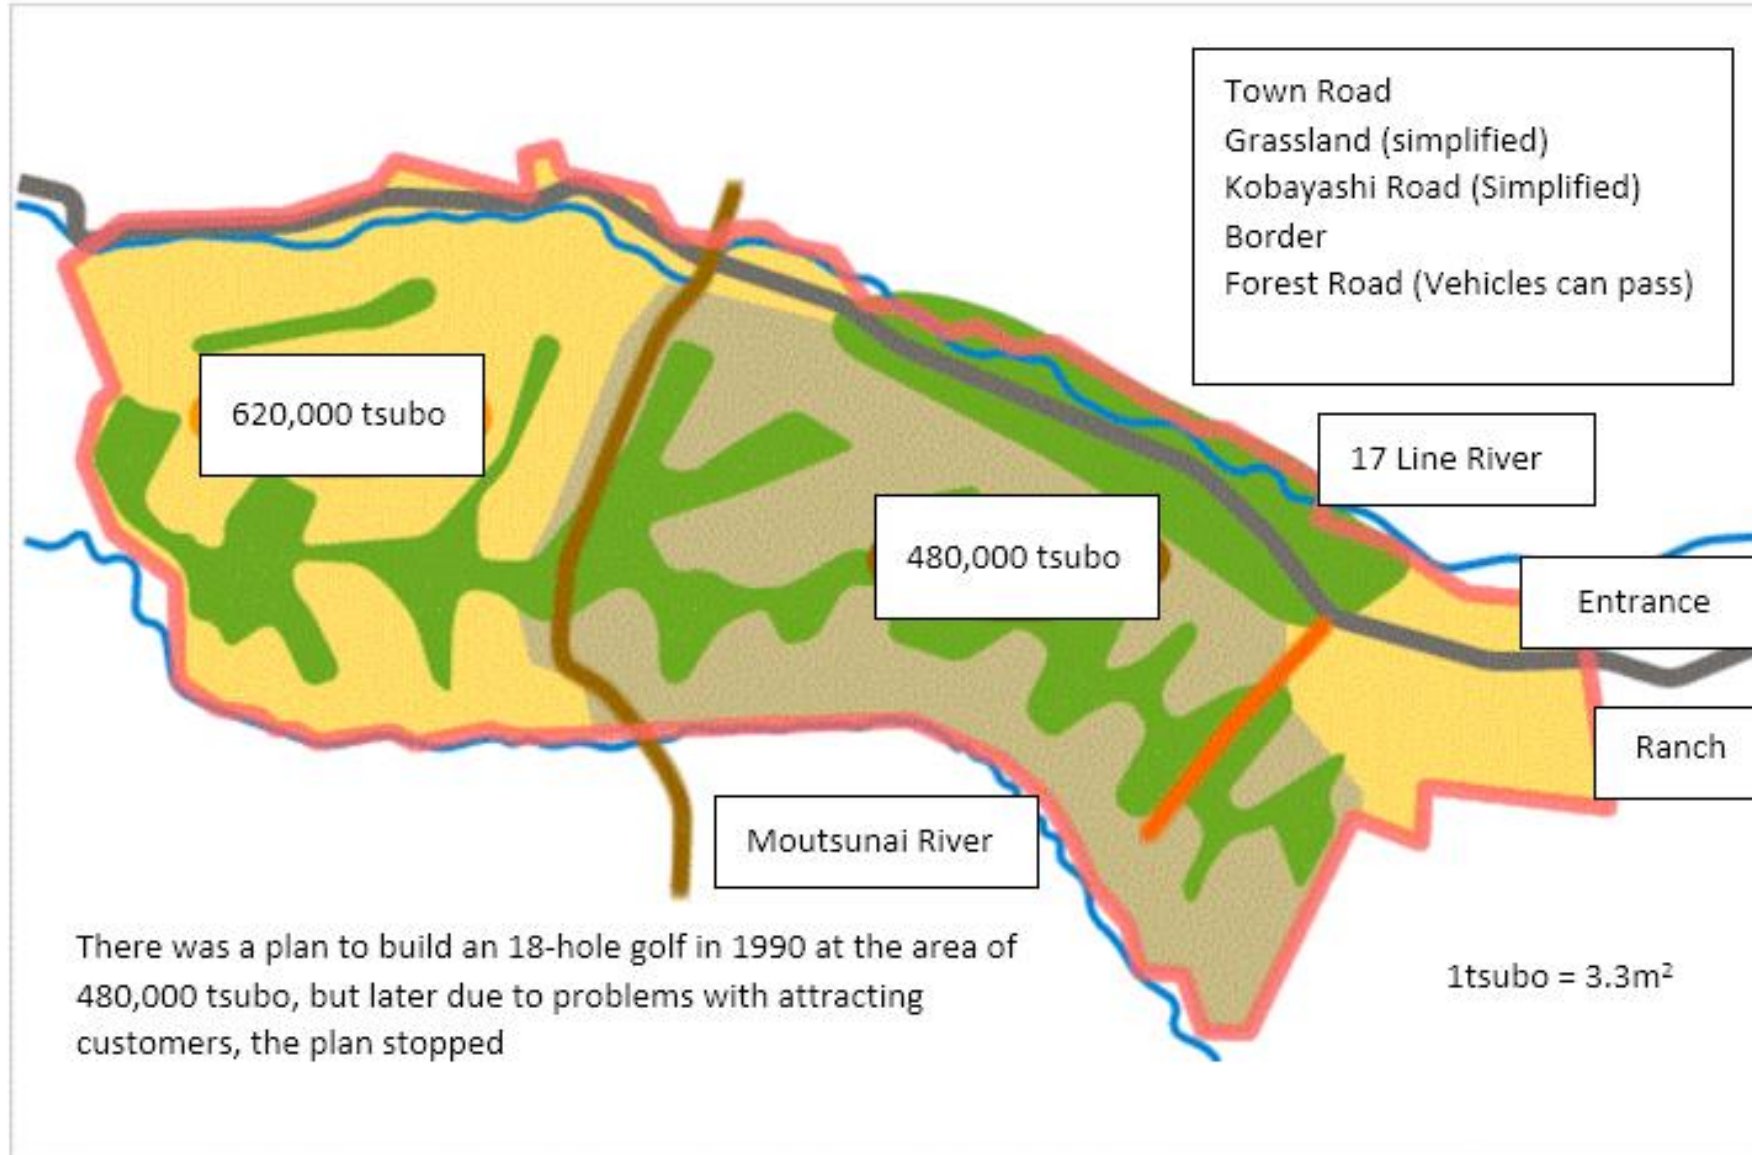 Town Road
Grassland (simplified)
Kobayashi Road (Simplified)
Border
Forest Road (Vehicles can pass)
620,000 tsubo
17 Line River
480,000 tsubo
Entrance
Ranch
Moutsunai River
There was a plan to build an 18-hole golf in 1990 at the area of
480,000 tsubo, but later due to problems with attracting
customers, the plan stopped
1tsubo = 3.3m²